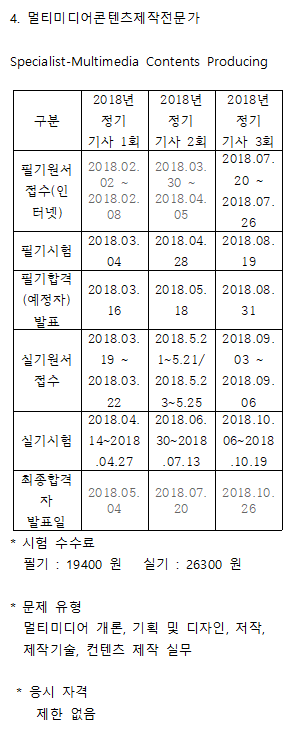 4. 멀티미디어콘텐츠제작전문가
Specialist-Multimedia Contents Producing
구분
2018년
정기
기사 1회
2018년
정기
기사 2회
2018년
정기
기사 3회
필기원서
접수(인
터넷)
2018.02.
02 ~
2018.02.
08
2018.03.
30 ~
2018.04.
05
2018.07.
20 ~
2018.07.
26
필기시험
2018.03.
04
2018.04.
28
2018.08.
19
필기합격
(예정자)
발표
2018.03.
16
2018.05.
18
2018.08.
31
실기원서
접수
2018.03.
19 ~
2018.03.
22
2018.5.2
1~5.21/
2018.5.2
3~5.25
2018.09.
03 ~
2018.09.
06
실기시험
2018.04.
14~2018
.04.27
2018.06.
30~2018
.07.13
2018.10.
06~2018
.10.19
최종합격
자
발표일
2018.05.
04
2018.07.
20
2018.10.
26
* 시험 수수료
필기 : 19400 원 실기 : 26300 원
* 문제 유형
멀티미디어 개론, 기획 및 디자인, 저작,
제작기술, 컨텐츠 제작 실무
* 응시 자격
제한 없음